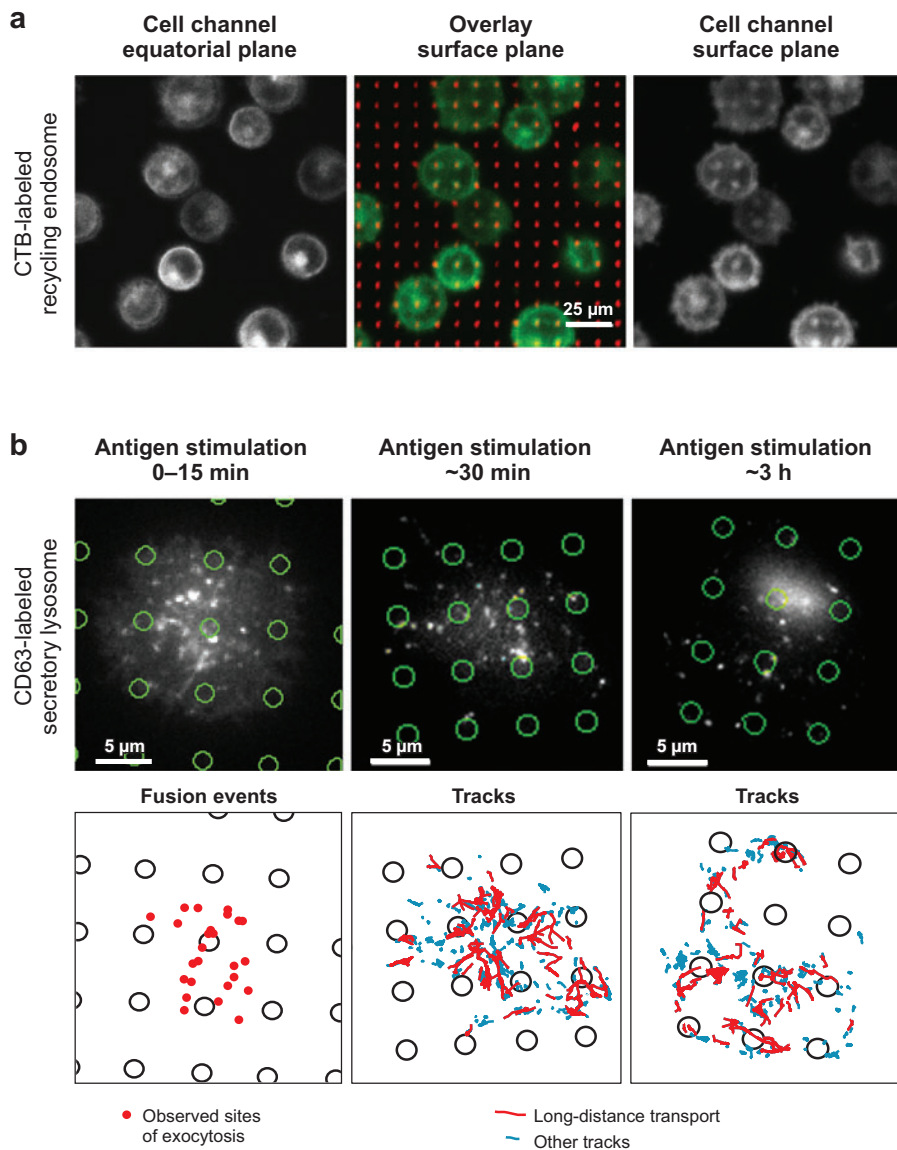 a
Cell channel
equatorial plane
Overlay
surface plane
Cell channel
surface plane
CTB-labeled
recycling endosome
25 µm
b
Antigen stimulation
0–15 min
Antigen stimulation
~30 min
Antigen stimulation
~3 h
CD63-labeled
secretory lysosome
5 µm
5 µm
5 µm
Fusion events
Tracks
Tracks
Observed sites
of exocytosis
Long-distance transport
Other tracks